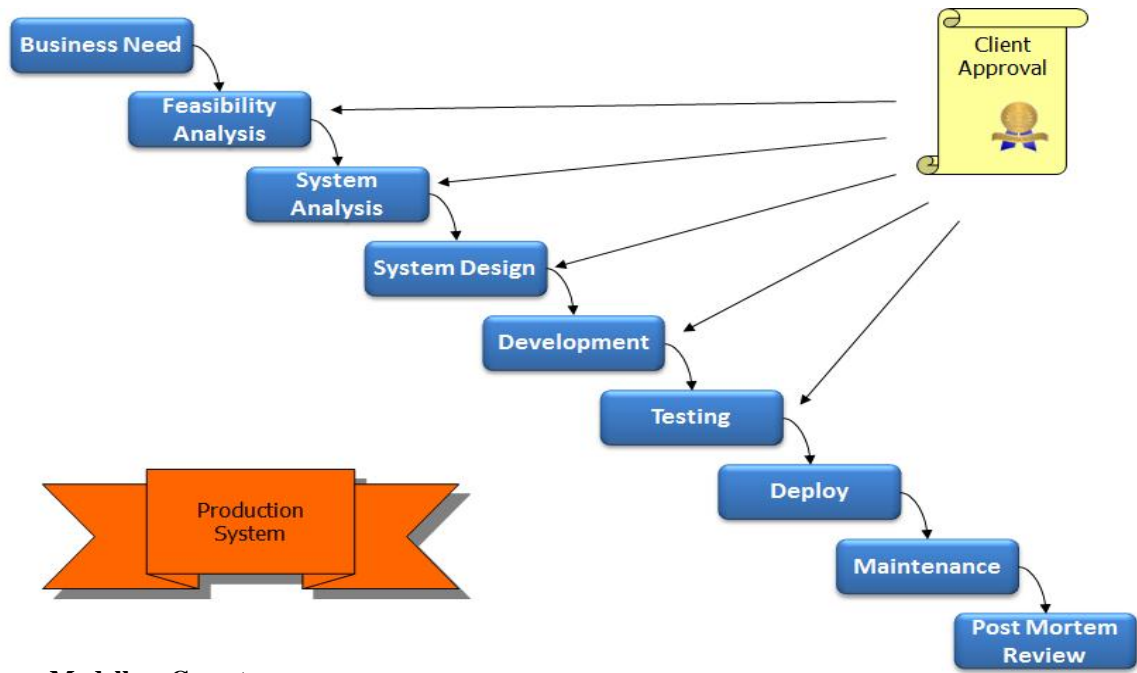 Business Need
Client
Approval
Feasibility
Analysis
System
Analysis
System Design
Development
Testing
Production
System
Deploy
Maintenance
Post Mortem
Review